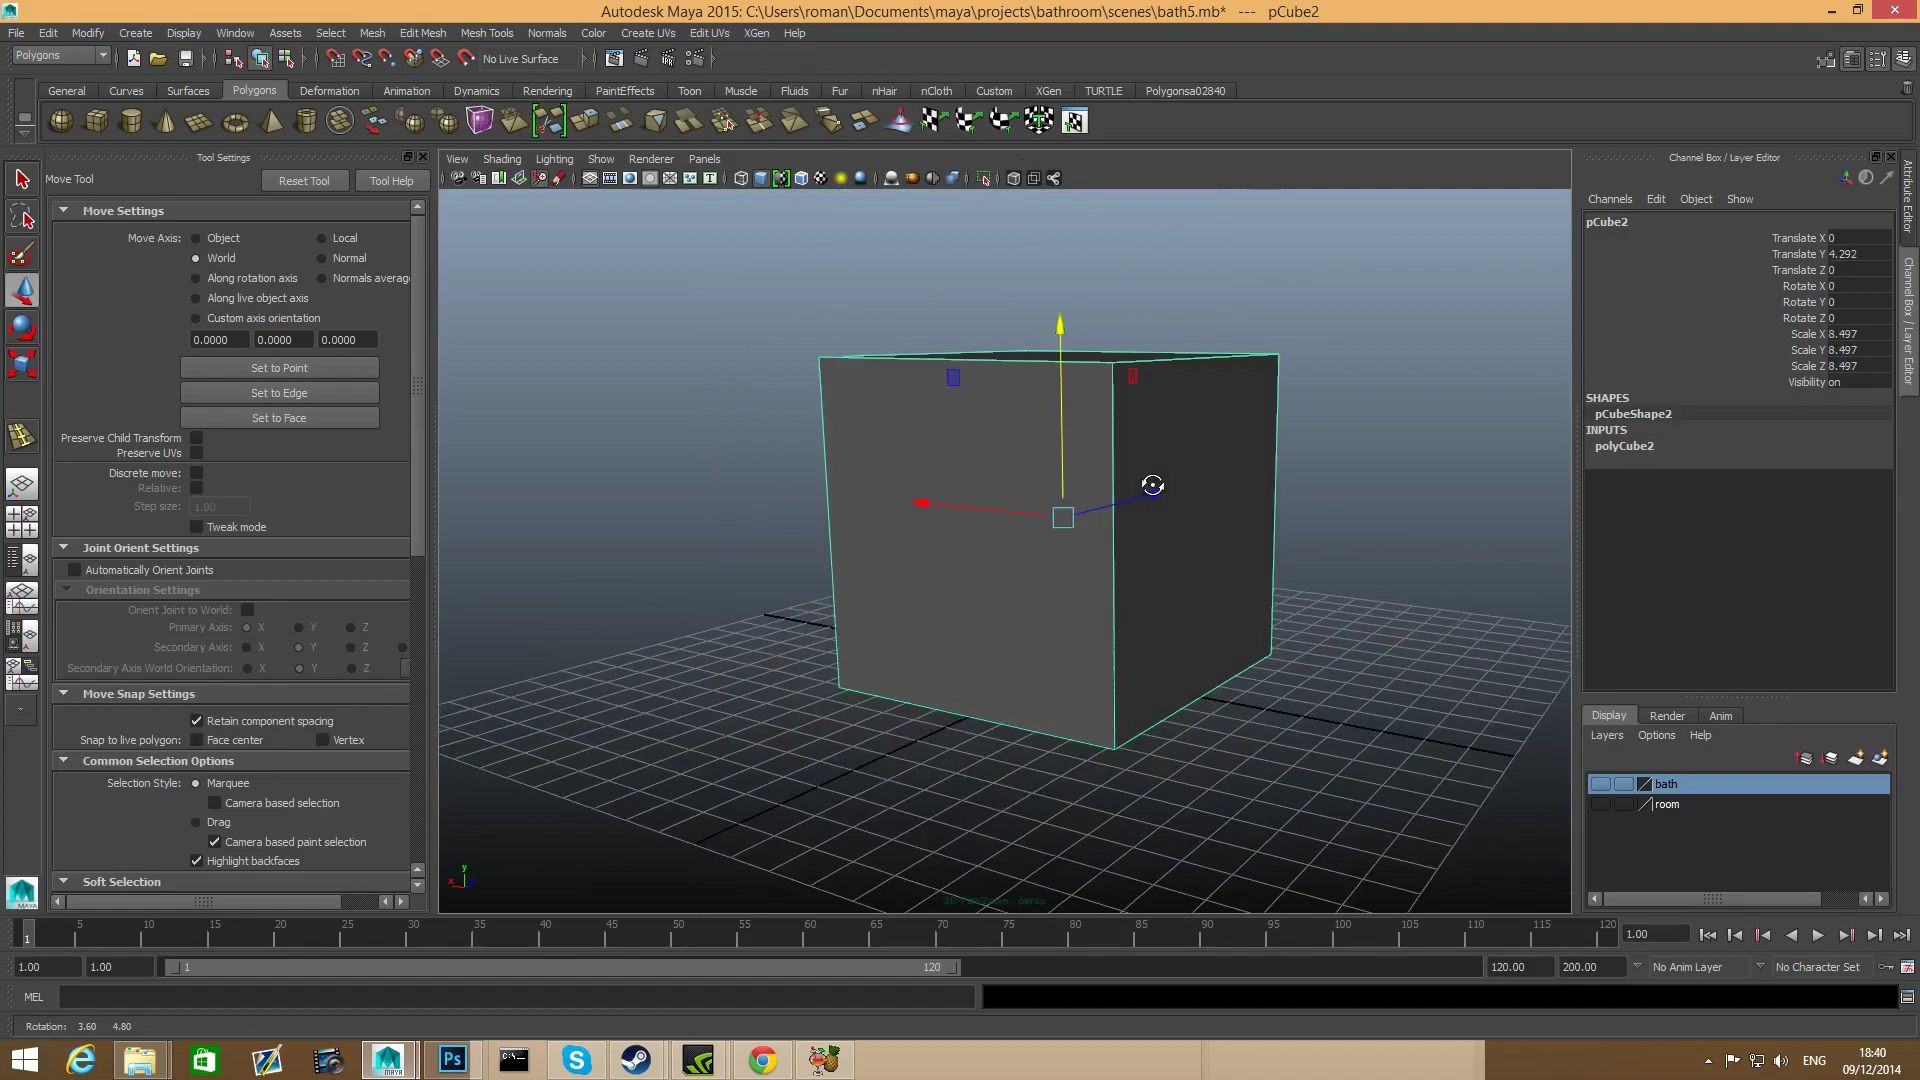 Autodesk Maya 2015: C:\Users\roman\Documents\maya\projects\bathroom\scenes\bath5.mb* --- pCube2
File Edit Modify Create Display Window Assets Select Mesh Edit Mesh Mesh Tools Normals Color Create UVs Edit UVs XGen Help
Polygons
No Live Surface
General Curves Surfaces Polygons Deformation Animation Dynamics Rendering PaintEffects Toon Muscle Fluids Fur nHair nCloth Custom XGen TURTLE Polygonsa02840
Tool Settings
Move Tool
Reset Tool
Tool Help
Move Settings
Move Axis: Object Local
World Normal
Along rotation axis Normals averag
Along live object axis
Custom axis orientation
0.0000 0.0000 0.0000
Set to Point
Set to Edge
Set to Face
Preserve Child Transform
Preserve UVs
Discrete move:
Relative:
Step size: 1.00
Tweak mode
Joint Orient Settings
Automatically Orient Joints
Orientation Settings
Orient Joint to World:
Primary Axis: X Y Z
Secondary Axis: X Y Z
Secondary Axis World Orientation: X Y Z
Move Snap Settings
Retain component spacing
Snap to live polygon: Face center Vertex
Common Selection Options
Selection Style: Marquee
Camera based selection
Drag
Camera based paint selection
Highlight backfaces
Soft Selection
View Shading Lighting Show Renderer Panels
y
x
Channel Box / Layer Editor
Channels Edit Object Show
pCube2
Translate X 0
Translate Y 4.292
Translate Z 0
Rotate X 0
Rotate Y 0
Rotate Z 0
Scale X 8.497
Scale Y 8.497
Scale Z 8.497
Visibility on
SHAPES
pCubeShape2
INPUTS
polyCube2
Attribute Editor
Channel Box / Layer Editor
Display Render Anim
Layers Options Help
bath
room
1 5 10 15 20 25 30 35 40 45 50 55 60 65 70 75 80 85 90 95 100 105 110 115 120
1.00
1.00 1.00 1 120 120.00 200.00 No Anim Layer No Character Set
MEL
Rotation: 3.60 4.80
MAYA
Ps
C:\
ENG
18:40
09/12/2014